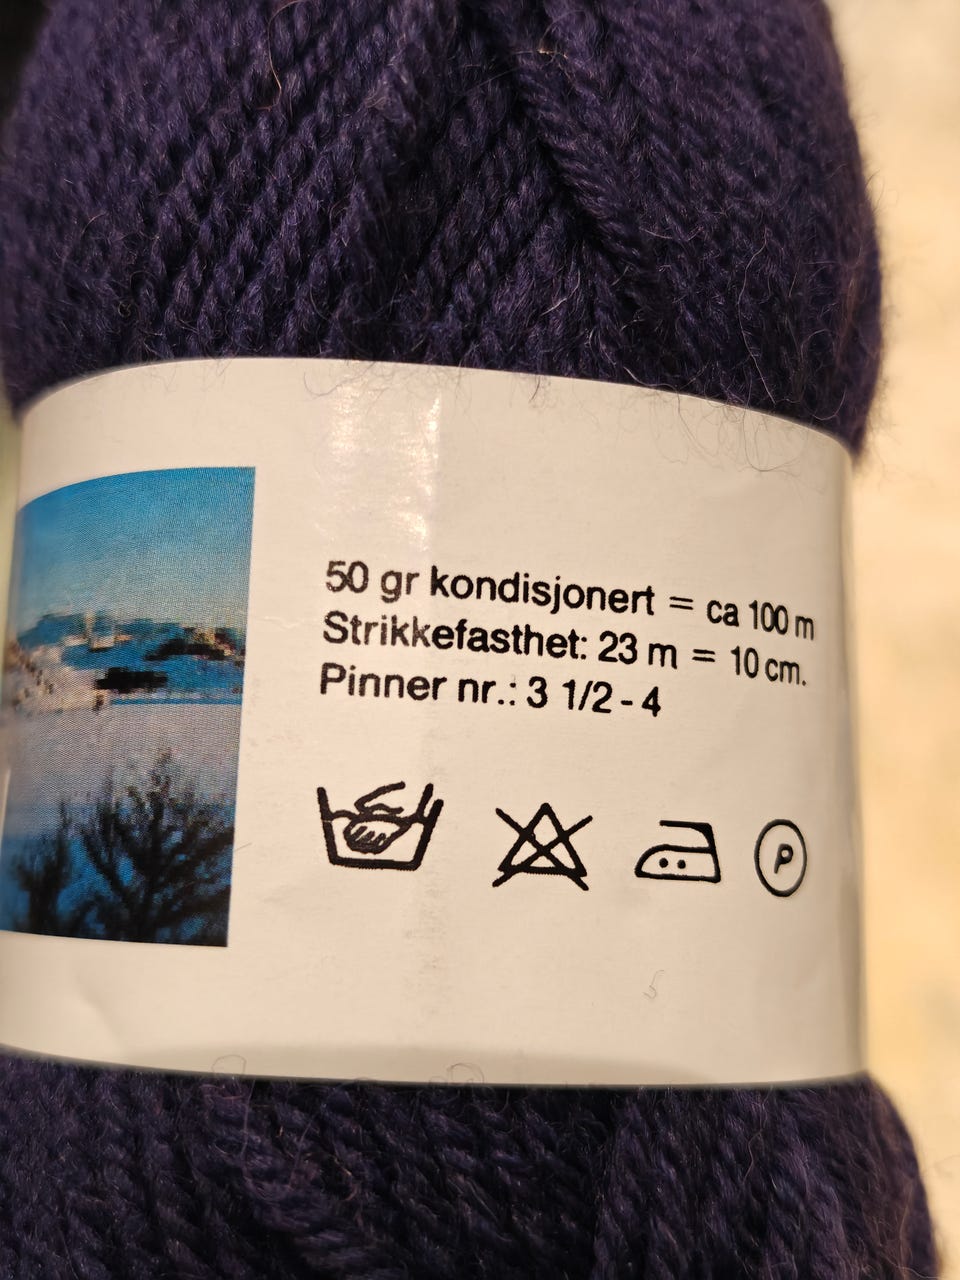 50 gr kondisjonert = ca 100 m
Strikkefasthet: 23 m = 10 cm.
Pinner nr.: 3 1/2 - 4
P